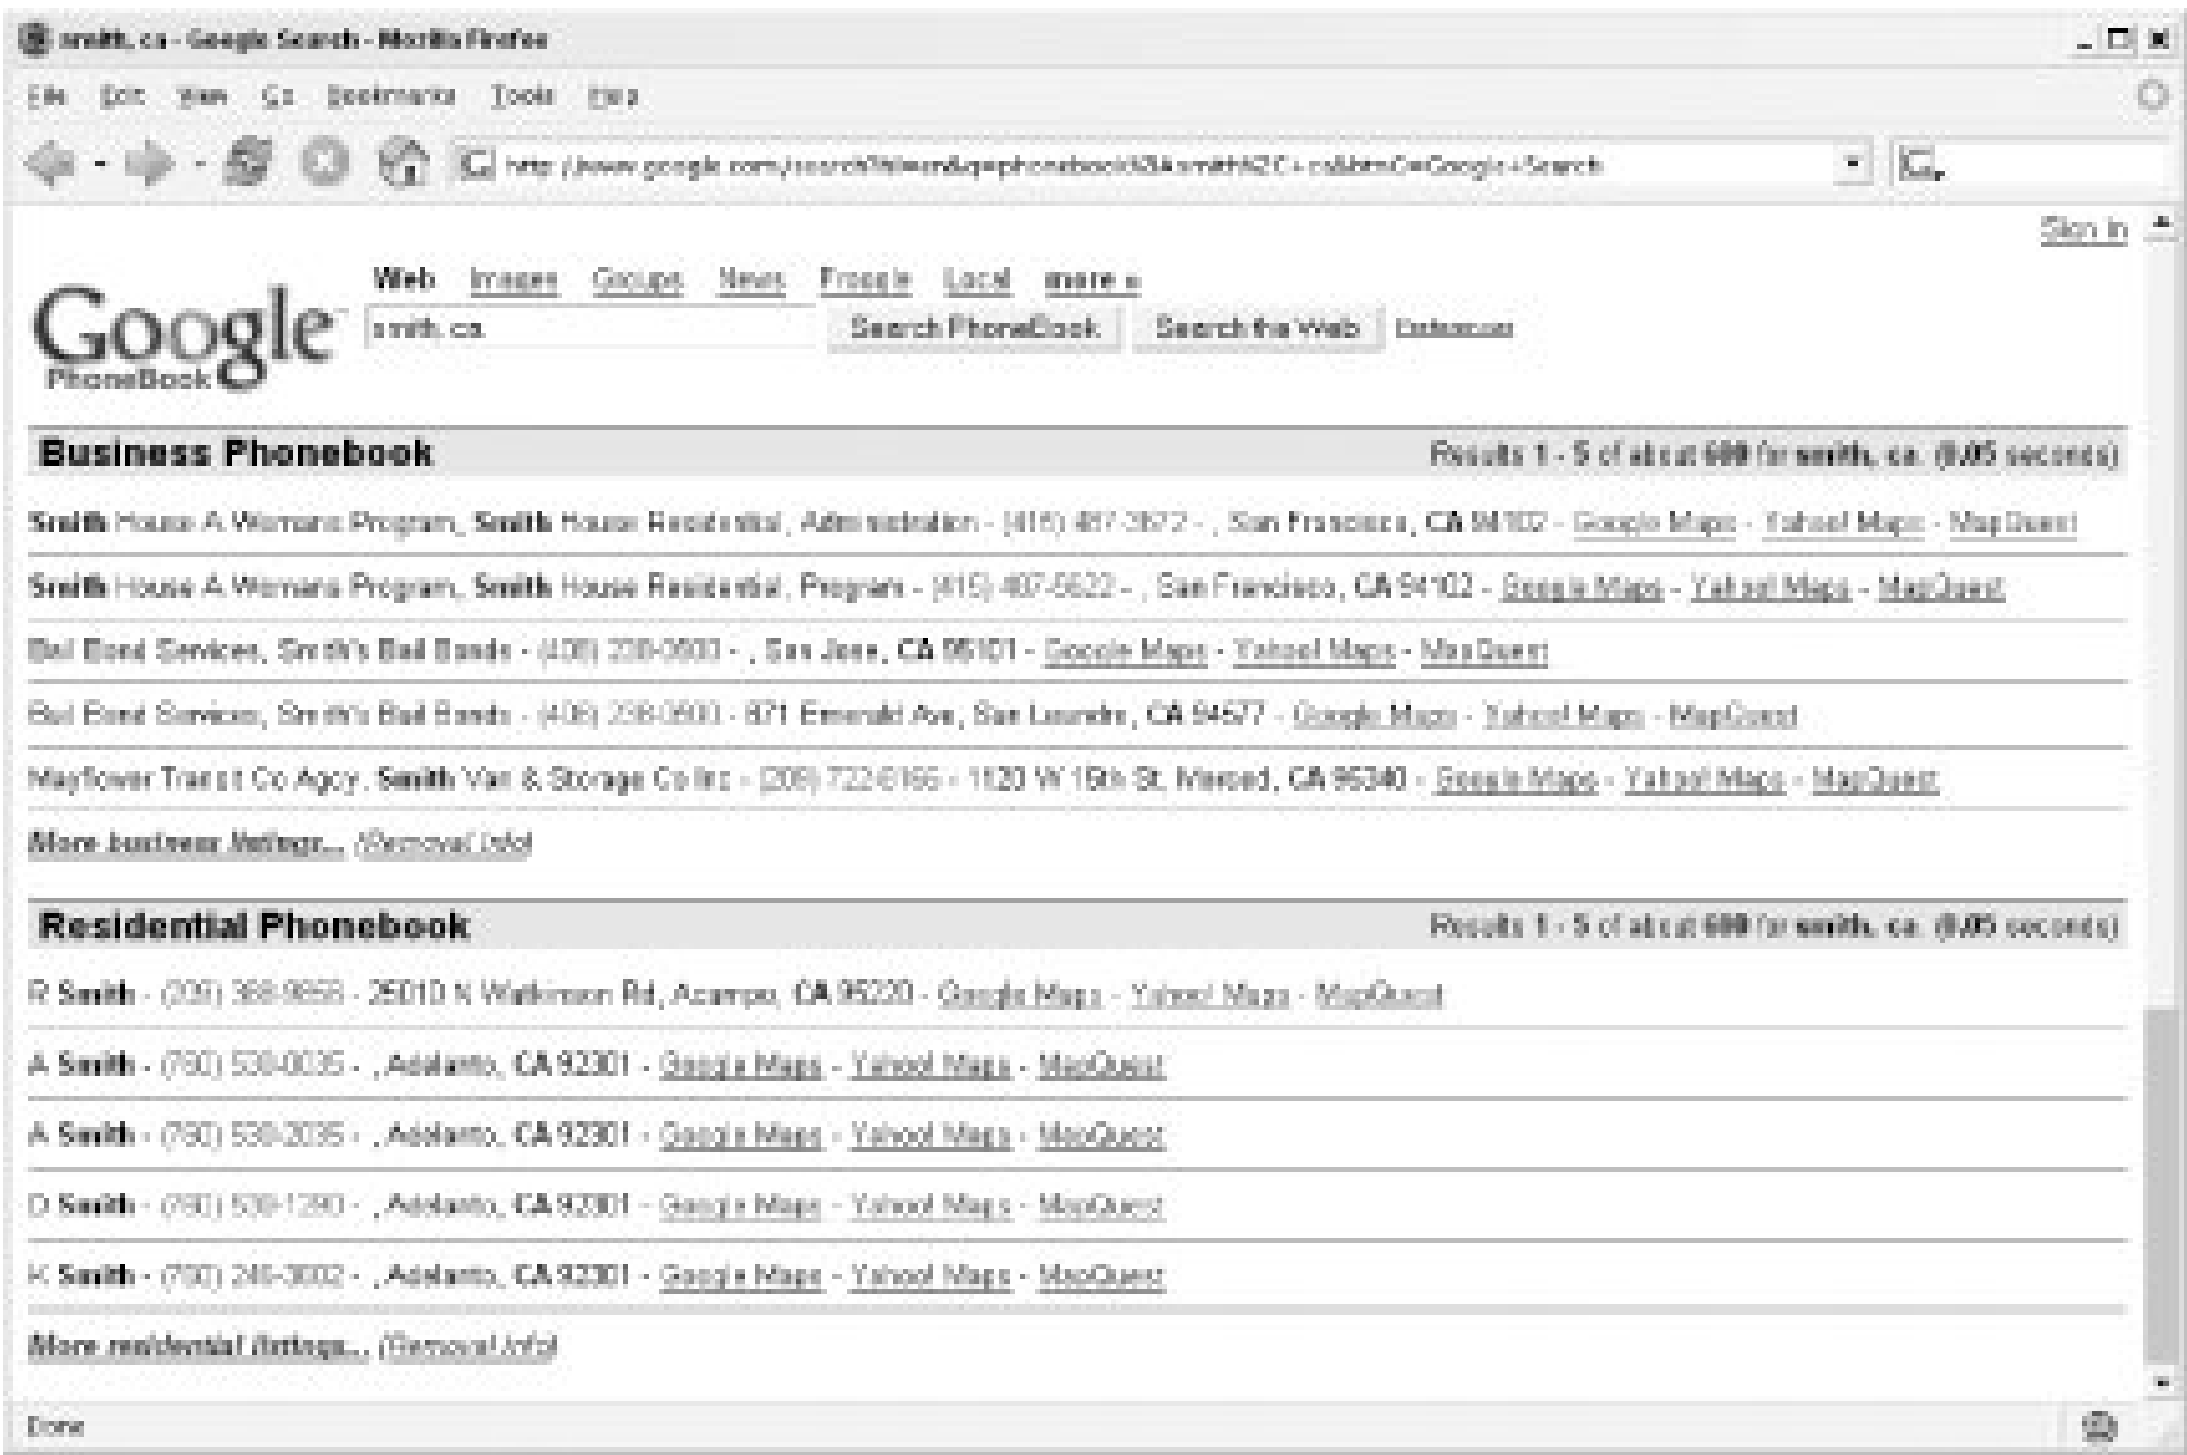 smith, ca - Google Search - Mozilla Firefox
File Edit View Go Bookmarks Tools Help
Sign in
Web Images Groups News Froogle Local more »
Google
PhoneBook
smith, ca
Search PhoneBook Search the Web Preferences
Business Phonebook
Results 1 - 5 of about 600 for smith, ca. (0.05 seconds)
Smith House A Womans Program, Smith House Residential, Administration - , San Francisco, CA 94102 - Google Maps - Yahoo! Maps - MapQuest
Smith House A Womans Program, Smith House Residential, Program - , San Francisco, CA 94102 - Google Maps - Yahoo! Maps - MapQuest
Bail Bond Services, Smith's Bail Bonds - (408) - , San Jose, CA 95101 - Google Maps - Yahoo! Maps - MapQuest
Bail Bond Services, Smith's Bail Bonds - (408) - 871 Emerald Ave, San Leandro, CA 94577 - Google Maps - Yahoo! Maps - MapQuest
Mayflower Transit Co Agcy, Smith Van & Storage Co Inc - (209) - 1120 W 15th St, Merced, CA 95340 - Google Maps - Yahoo! Maps - MapQuest
More business listings... (Removal Info)
Residential Phonebook
Results 1 - 5 of about 600 for smith, ca. (0.05 seconds)
R Smith - (209) - 25010 N Watkinson Rd, Acampo, CA 95220 - Google Maps - Yahoo! Maps - MapQuest
A Smith - (760) - , Adelanto, CA 92301 - Google Maps - Yahoo! Maps - MapQuest
A Smith - (760) - , Adelanto, CA 92301 - Google Maps - Yahoo! Maps - MapQuest
D Smith - (760) - , Adelanto, CA 92301 - Google Maps - Yahoo! Maps - MapQuest
K Smith - (760) - , Adelanto, CA 92301 - Google Maps - Yahoo! Maps - MapQuest
More residential listings... (Removal Info)
Done